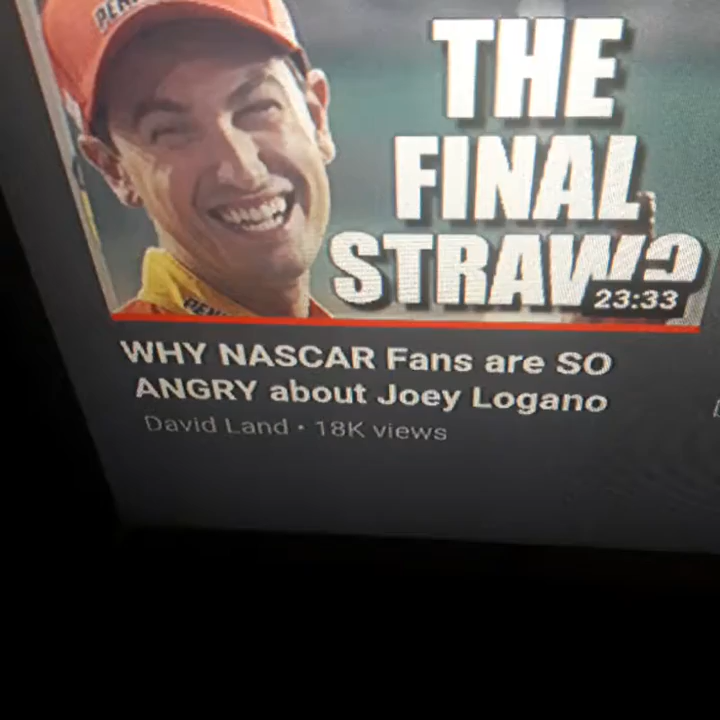 THE
FINAL
STRAW?
23:33
WHY NASCAR Fans are SO
ANGRY about Joey Logano
David Land • 18K views